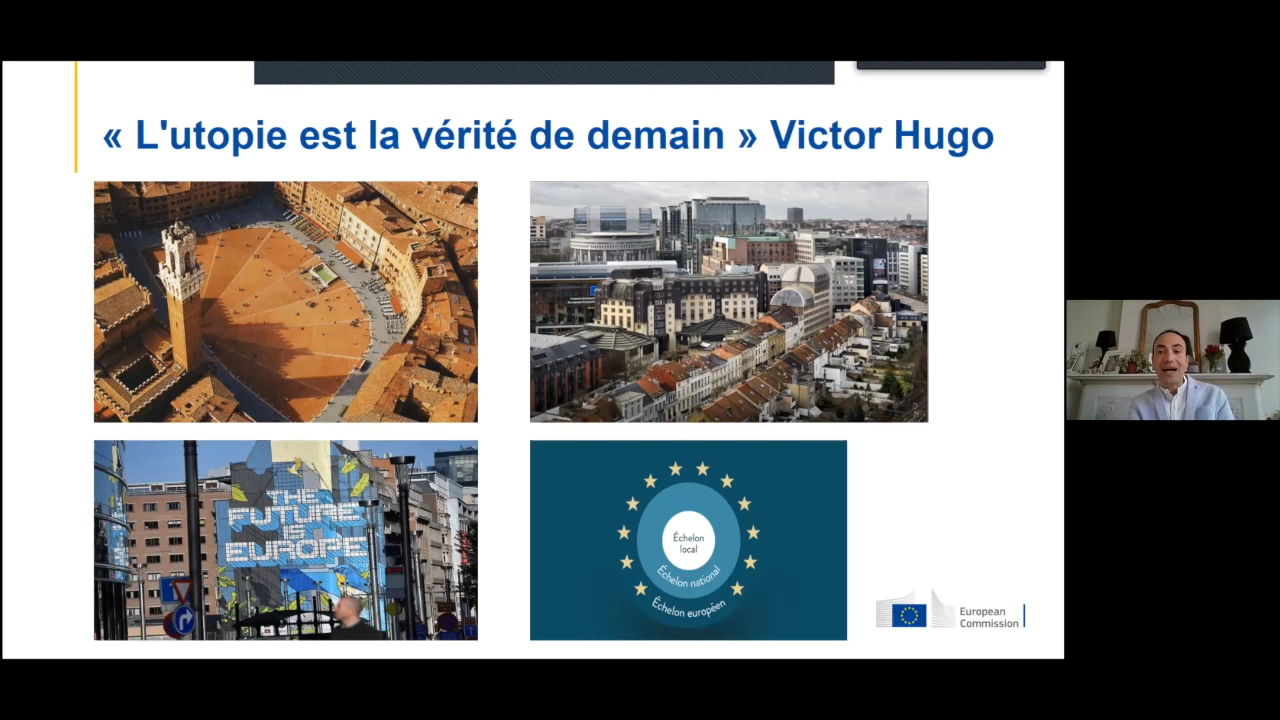 « L'utopie est la vérité de demain » Victor Hugo
THE
FUTURE
IS
EUROPE
Échelon
local
Échelon national
Échelon européen
European
Commission